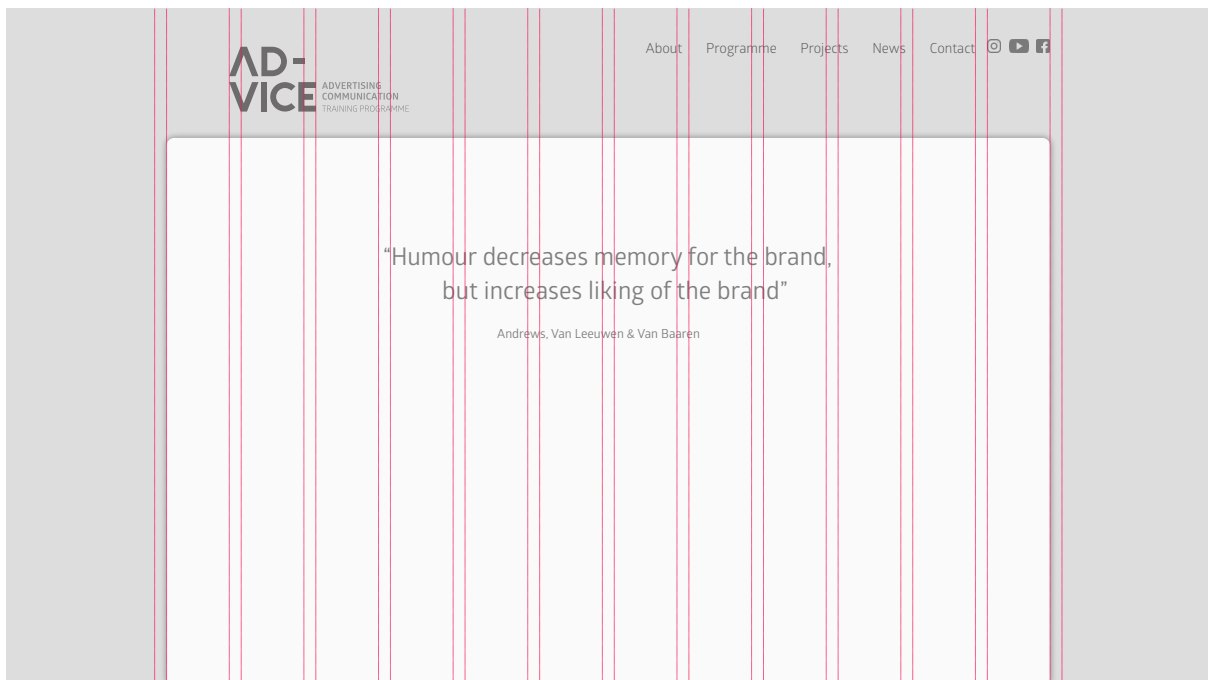 AD-
VICE
ADVERTISING
COMMUNICATION
TRAINING PROGRAMME
About Programme Projects News Contact
“Humour decreases memory for the brand,
but increases liking of the brand”
Andrews, Van Leeuwen & Van Baaren